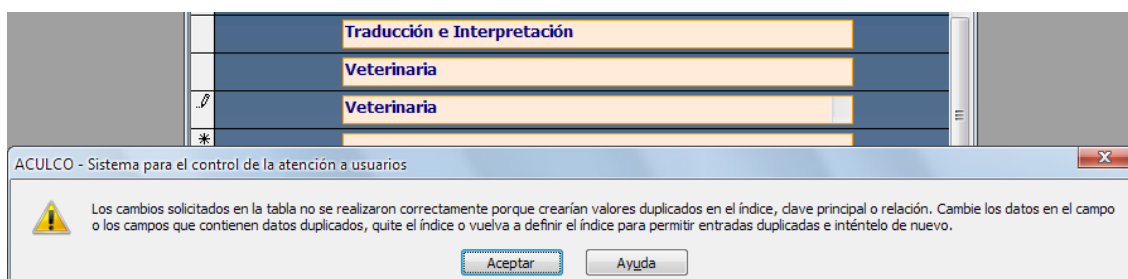 Traducción e Interpretación
Veterinaria
Veterinaria
ACULCO - Sistema para el control de la atención a usuarios
Los cambios solicitados en la tabla no se realizaron correctamente porque crearían valores duplicados en el índice, clave principal o relación. Cambie los datos en el campo
o los campos que contienen datos duplicados, quite el índice o vuelva a definir el índice para permitir entradas duplicadas e inténtelo de nuevo.
Aceptar Ayuda